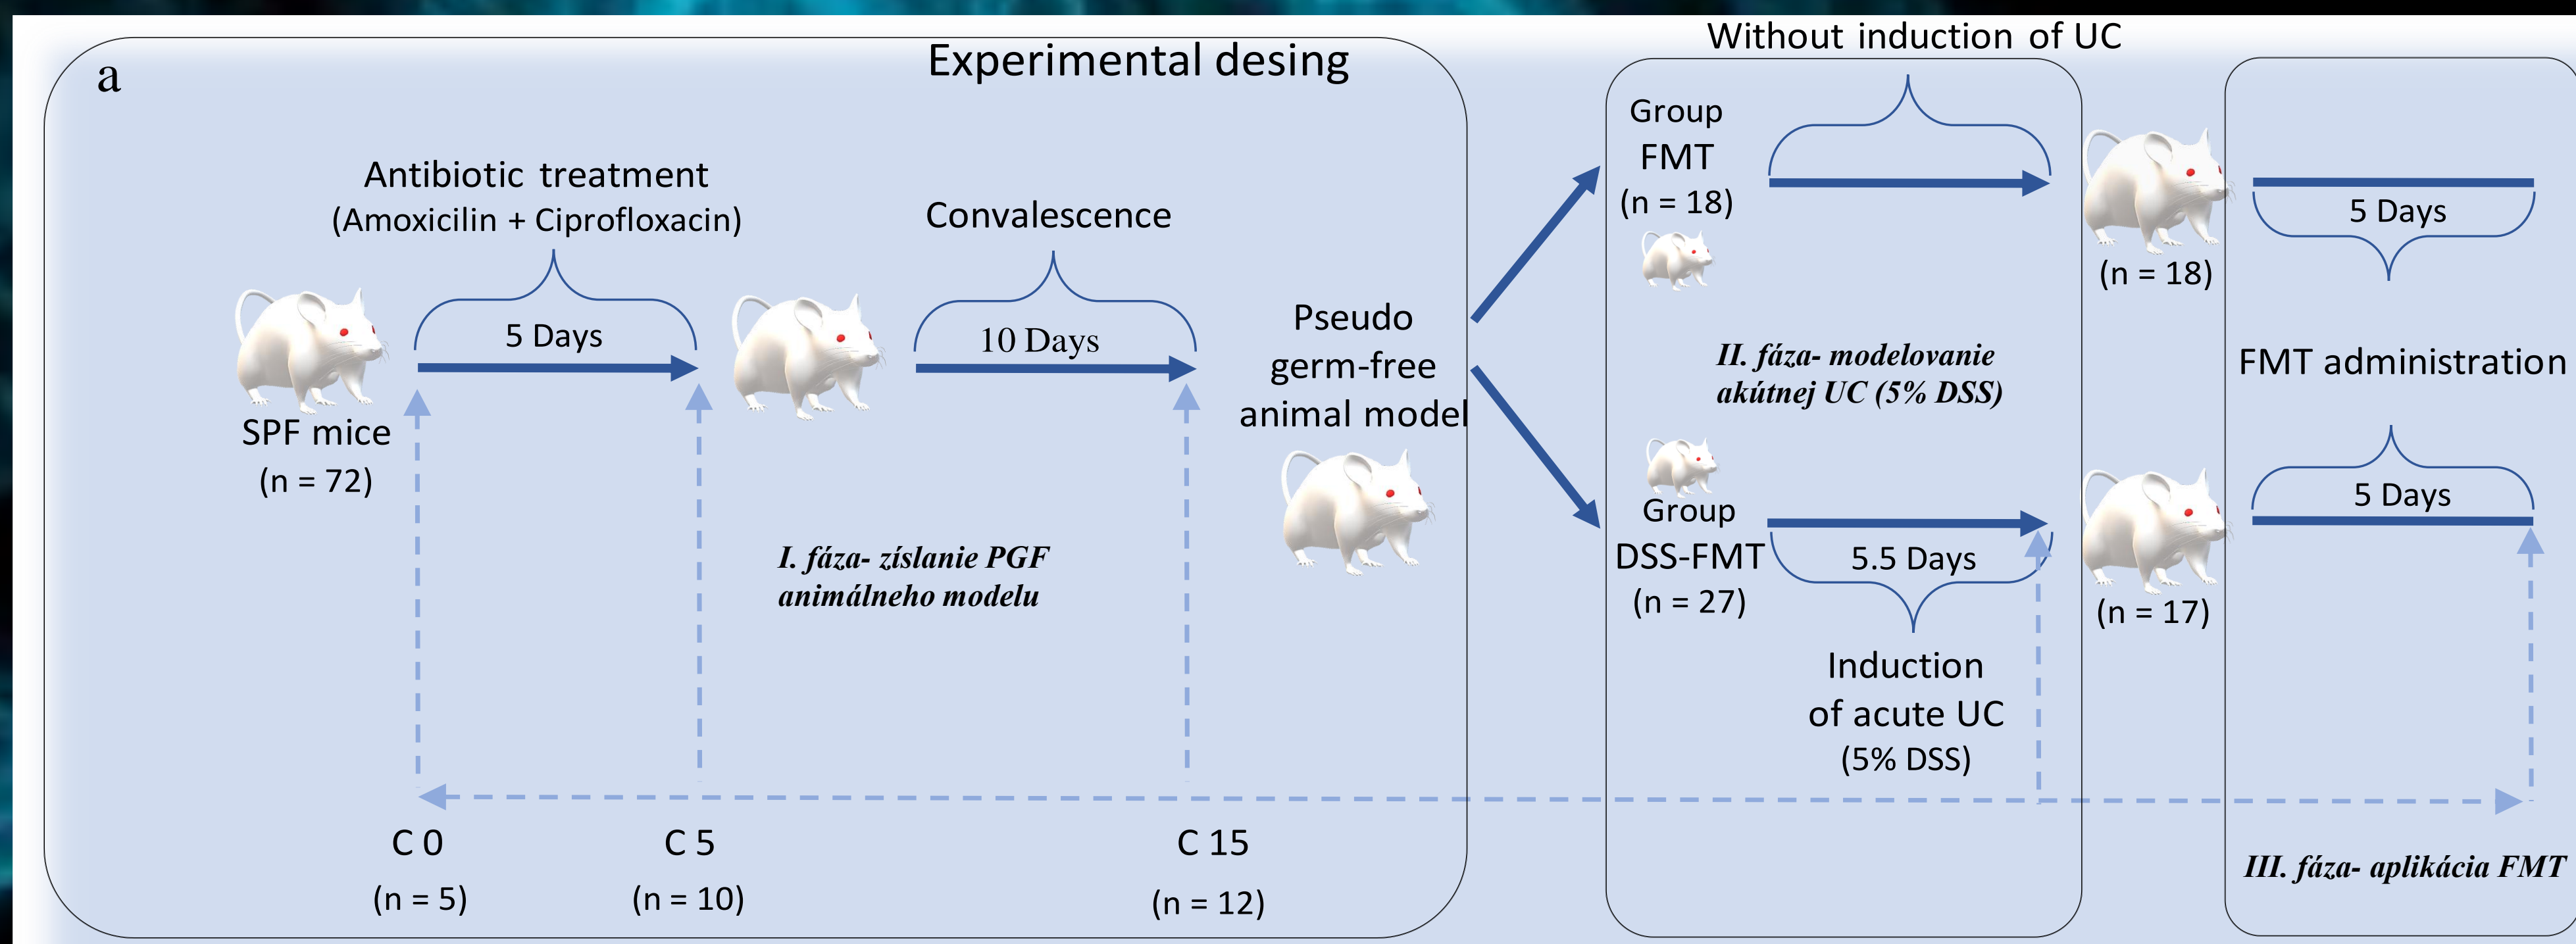 a
Experimental desing
Without induction of UC
Antibiotic treatment
(Amoxicilin + Ciprofloxacin)
5 Days
SPF mice
(n = 72)
Convalescence
10 Days
Pseudo
germ-free
animal model
I. fáza- zíslanie PGF
animálneho modelu
C 0
(n = 5)
C 5
(n = 10)
C 15
(n = 12)
Group
FMT
(n = 18)
II. fáza- modelovanie
akútnej UC (5% DSS)
Group
DSS-FMT
(n = 27)
5.5 Days
Induction
of acute UC
(5% DSS)
(n = 18)
(n = 17)
5 Days
FMT administration
5 Days
III. fáza- aplikácia FMT